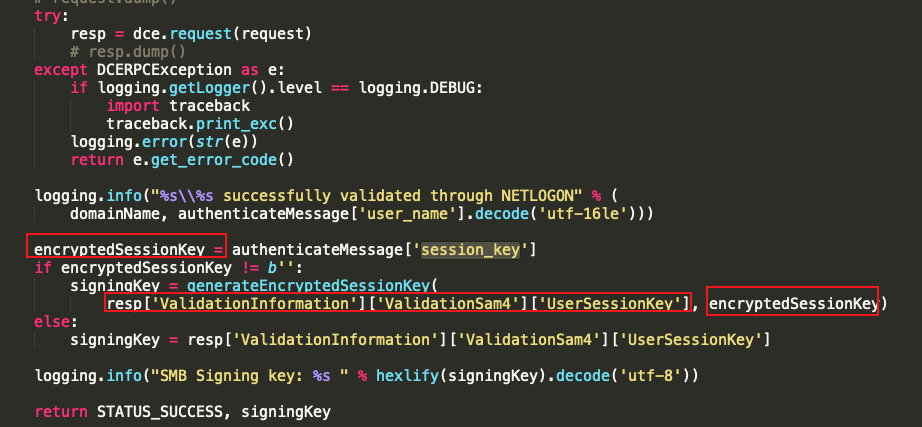 # request.dump()
try:
    resp = dce.request(request)
    # resp.dump()
except DCERPCException as e:
    if logging.getLogger().level == logging.DEBUG:
        import traceback
        traceback.print_exc()
    logging.error(str(e))
    return e.get_error_code()

logging.info("%s\\%s successfully validated through NETLOGON" % (
    domainName, authenticateMessage['user_name'].decode('utf-16le')))

encryptedSessionKey = authenticateMessage['session_key']
if encryptedSessionKey != b'':
    signingKey = generateEncryptedSessionKey(
        resp['ValidationInformation']['ValidationSam4']['UserSessionKey'], encryptedSessionKey)
else:
    signingKey = resp['ValidationInformation']['ValidationSam4']['UserSessionKey']

logging.info("SMB Signing key: %s " % hexlify(signingKey).decode('utf-8'))

return STATUS_SUCCESS, signingKey